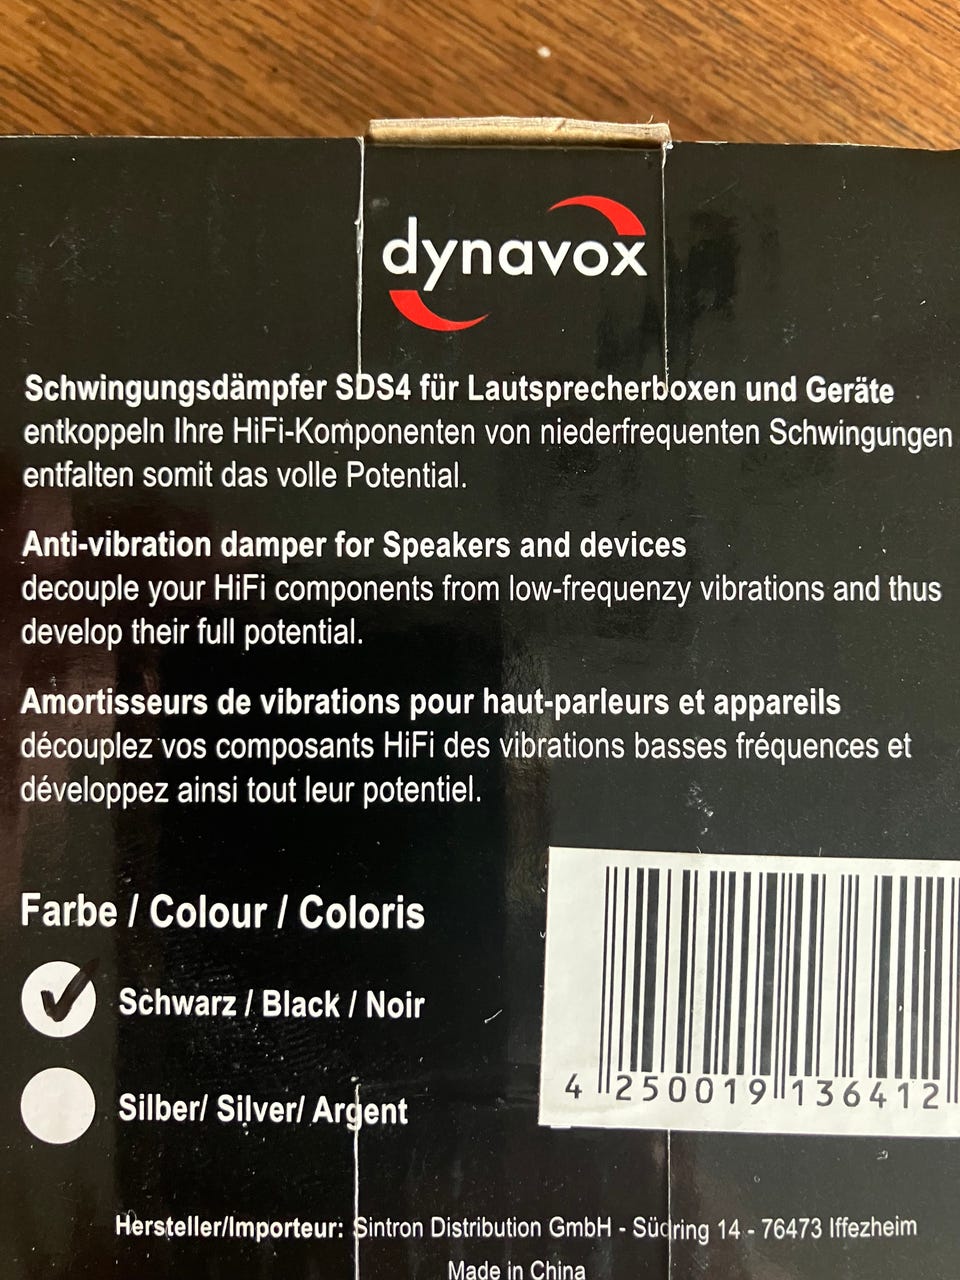 dynavox
Schwingungsdämpfer SDS4 für Lautsprecherboxen und Geräte
entkoppeln Ihre HiFi-Komponenten von niederfrequenten Schwingungen
entfalten somit das volle Potential.
Anti-vibration damper for Speakers and devices
decouple your HiFi components from low-frequenzy vibrations and thus
develop their full potential.
Amortisseurs de vibrations pour haut-parleurs et appareils
découplez vos composants HiFi des vibrations basses fréquences et
développez ainsi tout leur potentiel.
Farbe / Colour / Coloris
Schwarz / Black / Noir
Silber/ Silver/ Argent
4 250019 136412
Hersteller/Importeur: Sintron Distribution GmbH - Südring 14 - 76473 Iffezheim
Made in China